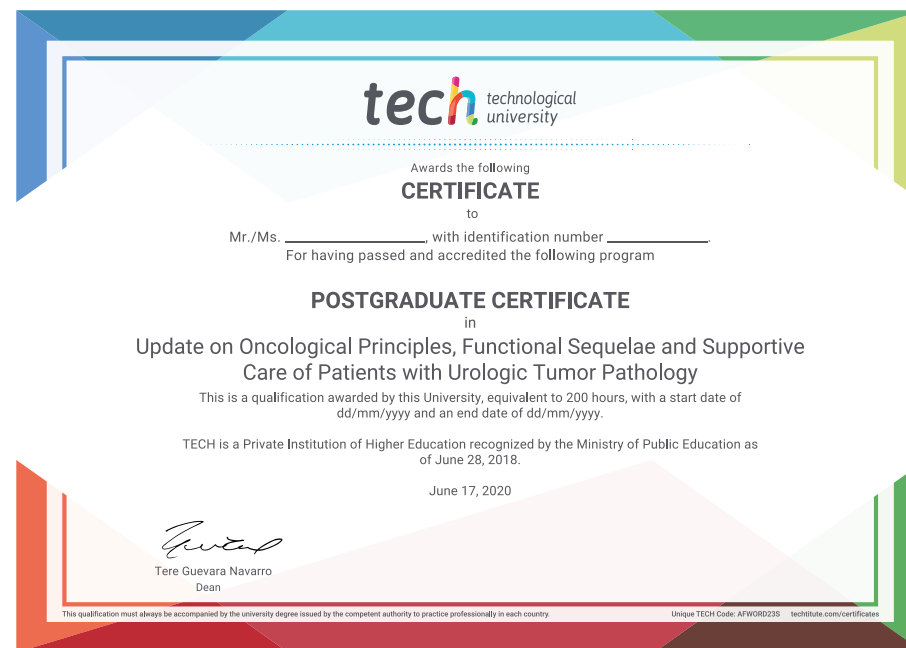 tech technological
university
Awards the following
CERTIFICATE
to
Mr./Ms. ____________________, with identification number ______________.
For having passed and accredited the following program
POSTGRADUATE CERTIFICATE
in
Update on Oncological Principles, Functional Sequelae and Supportive
Care of Patients with Urologic Tumor Pathology
This is a qualification awarded by this University, equivalent to 200 hours, with a start date of
dd/mm/yyyy and an end date of dd/mm/yyyy.
TECH is a Private Institution of Higher Education recognized by the Ministry of Public Education as
of June 28, 2018.
June 17, 2020
Tere Guevara Navarro
Dean
This qualification must always be accompanied by the university degree issued by the competent authority to practice professionally in each country.
Unique TECH Code: AFWORD23S techtitute.com/certificates